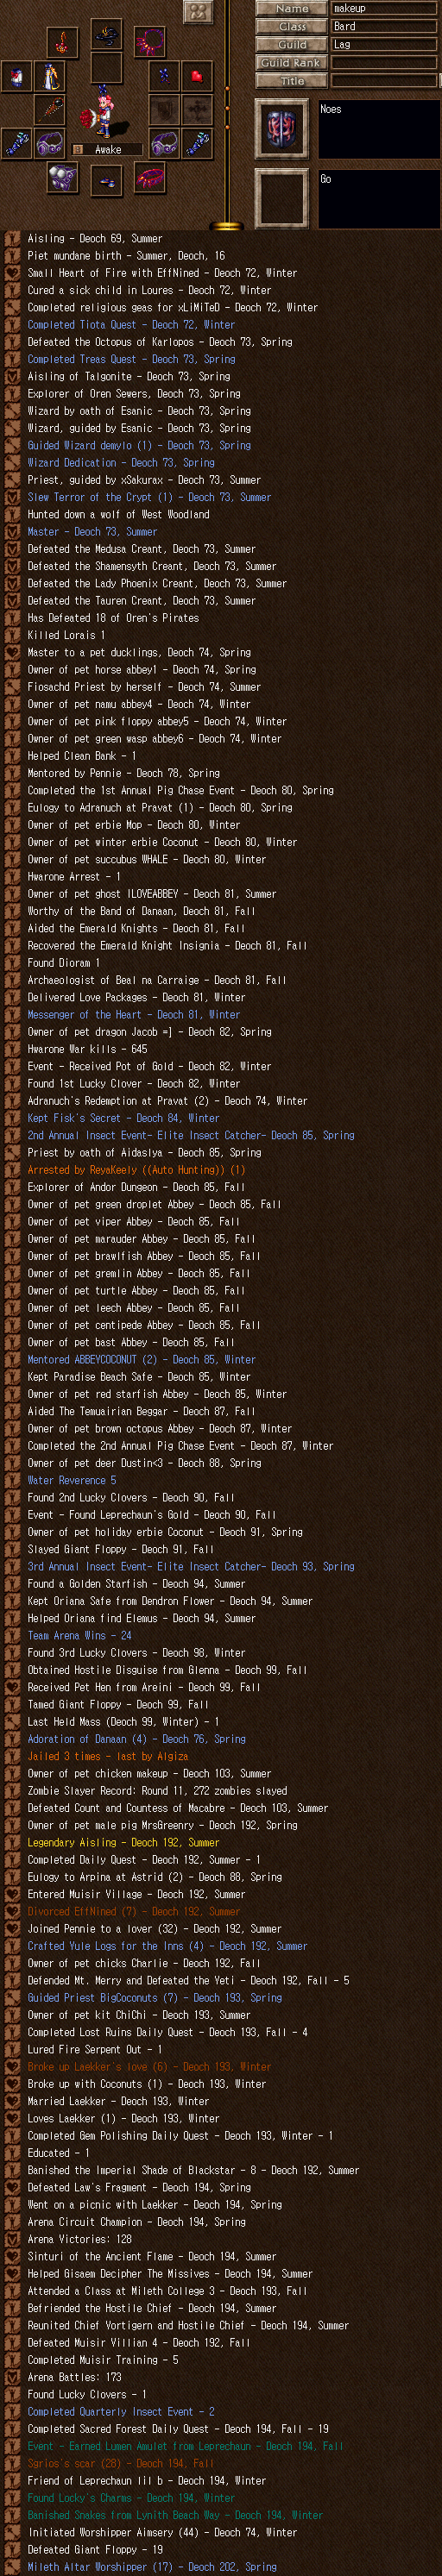 Name makeup
Class Bard
Guild Lag
Guild Rank
Title
Noes
Awake
Go
Aisling - Deoch 69, Summer
Piet mundane birth - Summer, Deoch, 16
Small Heart of Fire with EffNined - Deoch 72, Winter
Cured a sick child in Loures - Deoch 72, Winter
Completed religious geas for xLiMiTeD - Deoch 72, Winter
Completed Tiota Quest - Deoch 72, Winter
Defeated the Octopus of Karlopos - Deoch 73, Spring
Completed Treas Quest - Deoch 73, Spring
Aisling of Talgonite - Deoch 73, Spring
Explorer of Oren Sewers, Deoch 73, Spring
Wizard by oath of Esanic - Deoch 73, Spring
Wizard, guided by Esanic - Deoch 73, Spring
Guided Wizard demylo (1) - Deoch 73, Spring
Wizard Dedication - Deoch 73, Spring
Priest, guided by xSakurax - Deoch 73, Summer
Slew Terror of the Crypt (1) - Deoch 73, Summer
Hunted down a wolf of West Woodland
Master - Deoch 73, Summer
Defeated the Medusa Creant, Deoch 73, Summer
Defeated the Shamensyth Creant, Deoch 73, Summer
Defeated the Lady Phoenix Creant, Deoch 73, Summer
Defeated the Tauren Creant, Deoch 73, Summer
Has Defeated 18 of Oren's Pirates
Killed Lorais 1
Master to a pet ducklings, Deoch 74, Spring
Owner of pet horse abbey1 - Deoch 74, Spring
Fiosachd Priest by herself - Deoch 74, Summer
Owner of pet namu abbey4 - Deoch 74, Winter
Owner of pet pink floppy abbey5 - Deoch 74, Winter
Owner of pet green wasp abbey6 - Deoch 74, Winter
Helped Clean Bank - 1
Mentored by Pennie - Deoch 78, Spring
Completed the 1st Annual Pig Chase Event - Deoch 80, Spring
Eulogy to Adranuch at Pravat (1) - Deoch 80, Spring
Owner of pet erbie Mop - Deoch 80, Winter
Owner of pet winter erbie Coconut - Deoch 80, Winter
Owner of pet succubus WHALE - Deoch 80, Winter
Hwarone Arrest - 1
Owner of pet ghost ILOVEABBEY - Deoch 81, Summer
Worthy of the Band of Danaan, Deoch 81, Fall
Aided the Emerald Knights - Deoch 81, Fall
Recovered the Emerald Knight Insignia - Deoch 81, Fall
Found Dioram 1
Archaeologist of Beal na Carraige - Deoch 81, Fall
Delivered Love Packages - Deoch 81, Winter
Messenger of the Heart - Deoch 81, Winter
Owner of pet dragon Jacob =] - Deoch 82, Spring
Hwarone War kills - 645
Event - Received Pot of Gold - Deoch 82, Winter
Found 1st Lucky Clover - Deoch 82, Winter
Adranuch's Redemption at Pravat (2) - Deoch 74, Winter
Kept Fisk's Secret - Deoch 84, Winter
2nd Annual Insect Event- Elite Insect Catcher- Deoch 85, Spring
Priest by oath of Aidaslya - Deoch 85, Spring
Arrested by ReyaKeely ((Auto Hunting)) (1)
Explorer of Andor Dungeon - Deoch 85, Fall
Owner of pet green droplet Abbey - Deoch 85, Fall
Owner of pet viper Abbey - Deoch 85, Fall
Owner of pet marauder Abbey - Deoch 85, Fall
Owner of pet brawlfish Abbey - Deoch 85, Fall
Owner of pet gremlin Abbey - Deoch 85, Fall
Owner of pet turtle Abbey - Deoch 85, Fall
Owner of pet leech Abbey - Deoch 85, Fall
Owner of pet centipede Abbey - Deoch 85, Fall
Owner of pet bast Abbey - Deoch 85, Fall
Mentored ABBEYCOCONUT (2) - Deoch 85, Winter
Kept Paradise Beach Safe - Deoch 85, Winter
Owner of pet red starfish Abbey - Deoch 85, Winter
Aided The Temuairian Beggar - Deoch 87, Fall
Owner of pet brown octopus Abbey - Deoch 87, Winter
Completed the 2nd Annual Pig Chase Event - Deoch 87, Winter
Owner of pet deer Dustin<3 - Deoch 88, Spring
Water Reverence 5
Found 2nd Lucky Clovers - Deoch 90, Fall
Event - Found Leprechaun's Gold - Deoch 90, Fall
Owner of pet holiday erbie Coconut - Deoch 91, Spring
Slayed Giant Floppy - Deoch 91, Fall
3rd Annual Insect Event- Elite Insect Catcher- Deoch 93, Spring
Found a Golden Starfish - Deoch 94, Summer
Kept Oriana Safe from Dendron Flower - Deoch 94, Summer
Helped Oriana find Elemus - Deoch 94, Summer
Team Arena Wins - 24
Found 3rd Lucky Clovers - Deoch 98, Winter
Obtained Hostile Disguise from Glenna - Deoch 99, Fall
Received Pet Hen from Areini - Deoch 99, Fall
Tamed Giant Floppy - Deoch 99, Fall
Last Held Mass (Deoch 99, Winter) - 1
Adoration of Danaan (4) - Deoch 76, Spring
Jailed 3 times - last by Algiza
Owner of pet chicken makeup - Deoch 103, Summer
Zombie Slayer Record: Round 11, 272 zombies slayed
Defeated Count and Countess of Macabre - Deoch 103, Summer
Owner of pet male pig MrsGreenry - Deoch 192, Spring
Legendary Aisling - Deoch 192, Summer
Completed Daily Quest - Deoch 192, Summer - 1
Eulogy to Arpina at Astrid (2) - Deoch 88, Spring
Entered Muisir Village - Deoch 192, Summer
Divorced EffNined (7) - Deoch 192, Summer
Joined Pennie to a lover (32) - Deoch 192, Summer
Crafted Yule Logs for the Inns (4) - Deoch 192, Summer
Owner of pet chicks Charlie - Deoch 192, Fall
Defended Mt. Merry and Defeated the Yeti - Deoch 192, Fall - 5
Guided Priest BigCoconuts (7) - Deoch 193, Spring
Owner of pet kit ChiChi - Deoch 193, Summer
Completed Lost Ruins Daily Quest - Deoch 193, Fall - 4
Lured Fire Serpent Out - 1
Broke up Laekker's love (6) - Deoch 193, Winter
Broke up with Coconuts (1) - Deoch 193, Winter
Married Laekker - Deoch 193, Winter
Loves Laekker (1) - Deoch 193, Winter
Completed Gem Polishing Daily Quest - Deoch 193, Winter - 1
Educated - 1
Banished the Imperial Shade of Blackstar - 8 - Deoch 192, Summer
Defeated Law's Fragment - Deoch 194, Spring
Went on a picnic with Laekker - Deoch 194, Spring
Arena Circuit Champion - Deoch 194, Spring
Arena Victories: 128
Sinturi of the Ancient Flame - Deoch 194, Summer
Helped Gisaem Decipher The Missives - Deoch 194, Summer
Attended a Class at Mileth College 3 - Deoch 193, Fall
Befriended the Hostile Chief - Deoch 194, Summer
Reunited Chief Vortigern and Hostile Chief - Deoch 194, Summer
Defeated Muisir Villian 4 - Deoch 192, Fall
Completed Muisir Training - 5
Arena Battles: 173
Found Lucky Clovers - 1
Completed Quarterly Insect Event - 2
Completed Sacred Forest Daily Quest - Deoch 194, Fall - 19
Event - Earned Lumen Amulet from Leprechaun - Deoch 194, Fall
Sgrios's scar (28) - Deoch 194, Fall
Friend of Leprechaun lil b - Deoch 194, Winter
Found Locky's Charms - Deoch 194, Winter
Banished Snakes from Lynith Beach Way - Deoch 194, Winter
Initiated Worshipper Aimsery (44) - Deoch 74, Winter
Defeated Giant Floppy - 19
Mileth Altar Worshipper (17) - Deoch 202, Spring